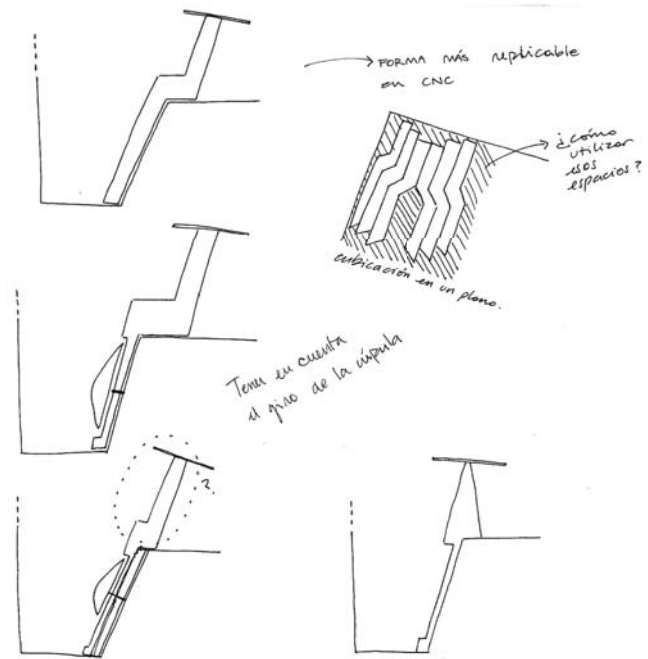 FORMA MÁS replicable
en CNC
¿cómo
utilizar
esos
espacios?
cubicación en un plano.
Tener en cuenta
el giro de la cúpula
?